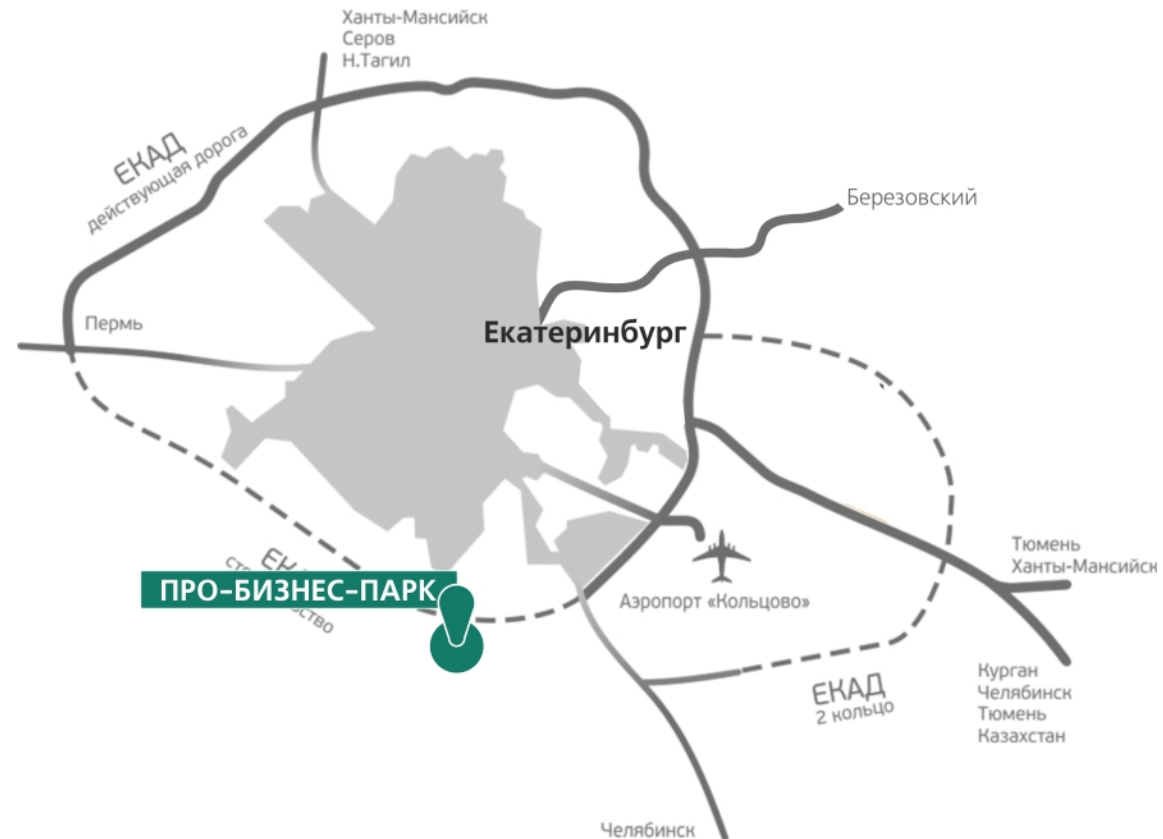 Ханты-Мансийск
Серов
Н.Тагил
ЕКАД
действующая дорога
Березовский
Пермь
Екатеринбург
Тюмень
Ханты-Мансийск
ПРО-БИЗНЕС-ПАРК
Аэропорт «Кольцово»
Курган
Челябинск
Тюмень
Казахстан
ЕКАД
2 кольцо
Челябинск